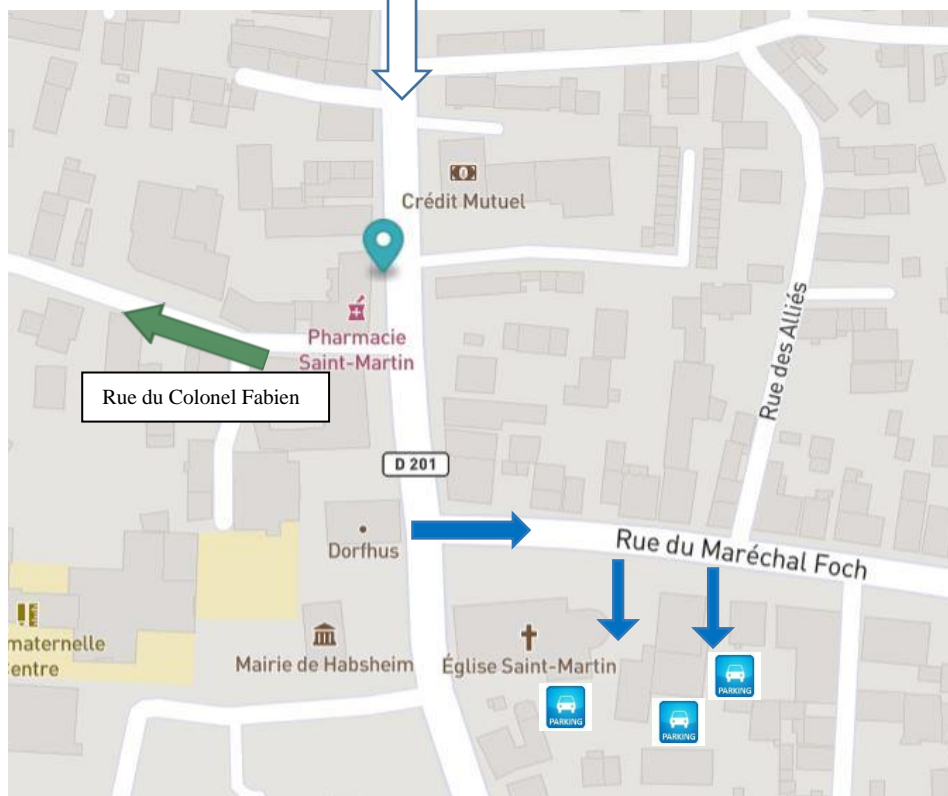 Crédit Mutuel
Pharmacie
Saint-Martin
Rue du Colonel Fabien
Rue des Alliés
D 201
Dorfhus
Rue du Maréchal Foch
maternelle
entre
Mairie de Habsheim
Église Saint-Martin
PARKING
PARKING
PARKING